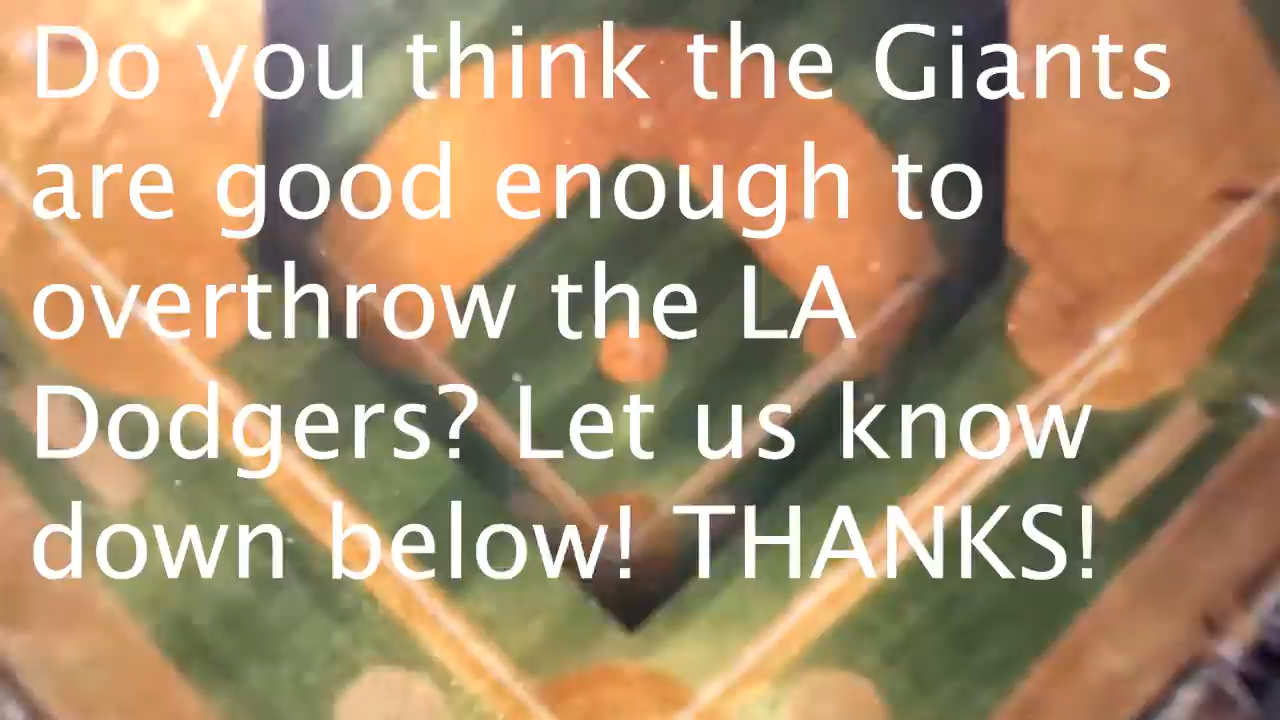 Do you think the Giants
are good enough to
overthrow the LA
Dodgers? Let us know
down below! THANKS!